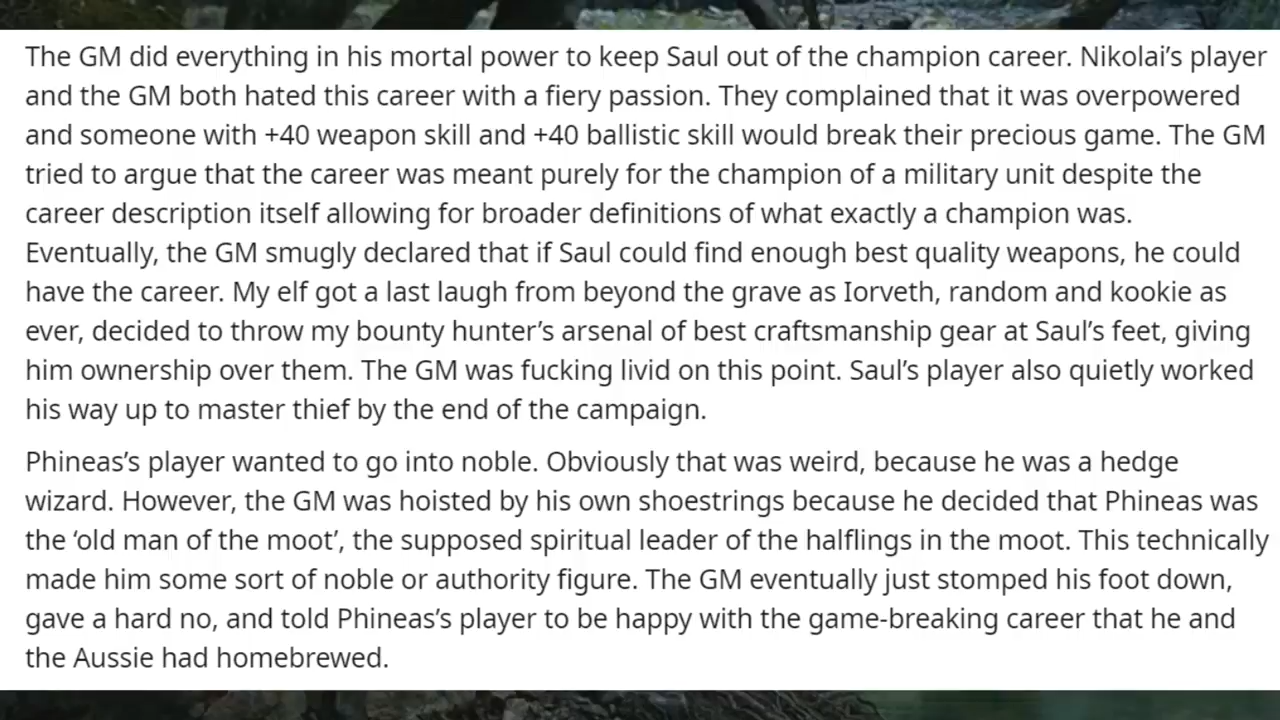 The GM did everything in his mortal power to keep Saul out of the champion career. Nikolai’s player
and the GM both hated this career with a fiery passion. They complained that it was overpowered
and someone with +40 weapon skill and +40 ballistic skill would break their precious game. The GM
tried to argue that the career was meant purely for the champion of a military unit despite the
career description itself allowing for broader definitions of what exactly a champion was.
Eventually, the GM smugly declared that if Saul could find enough best quality weapons, he could
have the career. My elf got a last laugh from beyond the grave as Iorveth, random and kookie as
ever, decided to throw my bounty hunter’s arsenal of best craftsmanship gear at Saul’s feet, giving
him ownership over them. The GM was fucking livid on this point. Saul’s player also quietly worked
his way up to master thief by the end of the campaign.
Phineas’s player wanted to go into noble. Obviously that was weird, because he was a hedge
wizard. However, the GM was hoisted by his own shoestrings because he decided that Phineas was
the ‘old man of the moot’, the supposed spiritual leader of the halflings in the moot. This technically
made him some sort of noble or authority figure. The GM eventually just stomped his foot down,
gave a hard no, and told Phineas’s player to be happy with the game-breaking career that he and
the Aussie had homebrewed.